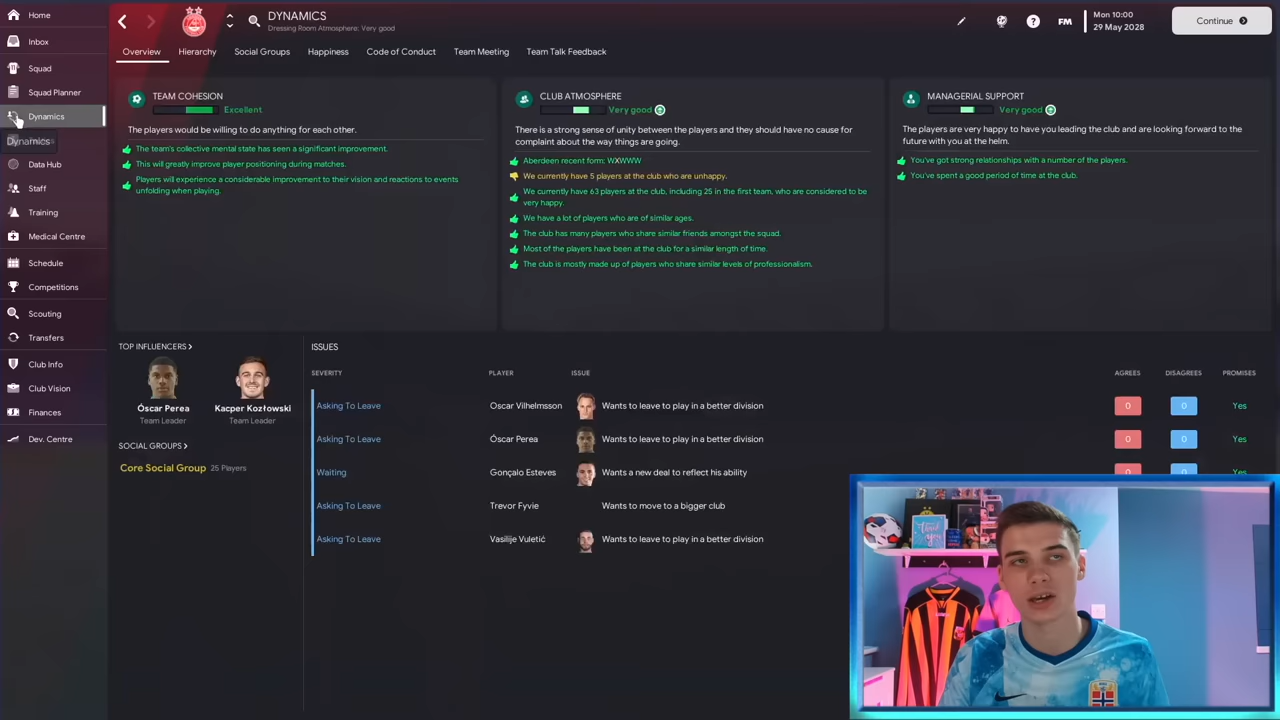 Home
Inbox
Squad
Squad Planner
Dynamics
Dynamics
Data Hub
Staff
Training
Medical Centre
Schedule
Competitions
Scouting
Transfers
Club Info
Club Vision
Finances
Dev. Centre
DYNAMICS
Dressing Room Atmosphere: Very good
FM
Mon 10:00
29 May 2028
Continue
Overview Hierarchy Social Groups Happiness Code of Conduct Team Meeting Team Talk Feedback
TEAM COHESION
Excellent
The players would be willing to do anything for each other.
The team's collective mental state has seen a significant improvement.
This will greatly improve player positioning during matches.
Players will experience a considerable improvement to their vision and reactions to events
unfolding when playing.
CLUB ATMOSPHERE
Very good
There is a strong sense of unity between the players and they should have no cause for
complaint about the way things are going.
Aberdeen recent form: WXWWW
We currently have 5 players at the club who are unhappy.
We currently have 63 players at the club, including 25 in the first team, who are considered to be
very happy.
We have a lot of players who are of similar ages.
The club has many players who share similar friends amongst the squad.
Most of the players have been at the club for a similar length of time.
The club is mostly made up of players who share similar levels of professionalism.
MANAGERIAL SUPPORT
Very good
The players are very happy to have you leading the club and are looking forward to the
future with you at the helm.
You've got strong relationships with a number of the players.
You've spent a good period of time at the club.
TOP INFLUENCERS
Óscar Perea
Team Leader
Kacper Kozłowski
Team Leader
SOCIAL GROUPS
Core Social Group 25 Players
ISSUES
SEVERITY PLAYER ISSUE AGREES DISAGREES PROMISES
Asking To Leave Oscar Vilhelmsson Wants to leave to play in a better division 0 0 Yes
Asking To Leave Óscar Perea Wants to leave to play in a better division 0 0 Yes
Waiting Gonçalo Esteves Wants a new deal to reflect his ability 0 0 Yes
Asking To Leave Trevor Fyvie Wants to move to a bigger club
Asking To Leave Vasilije Vuletić Wants to leave to play in a better division